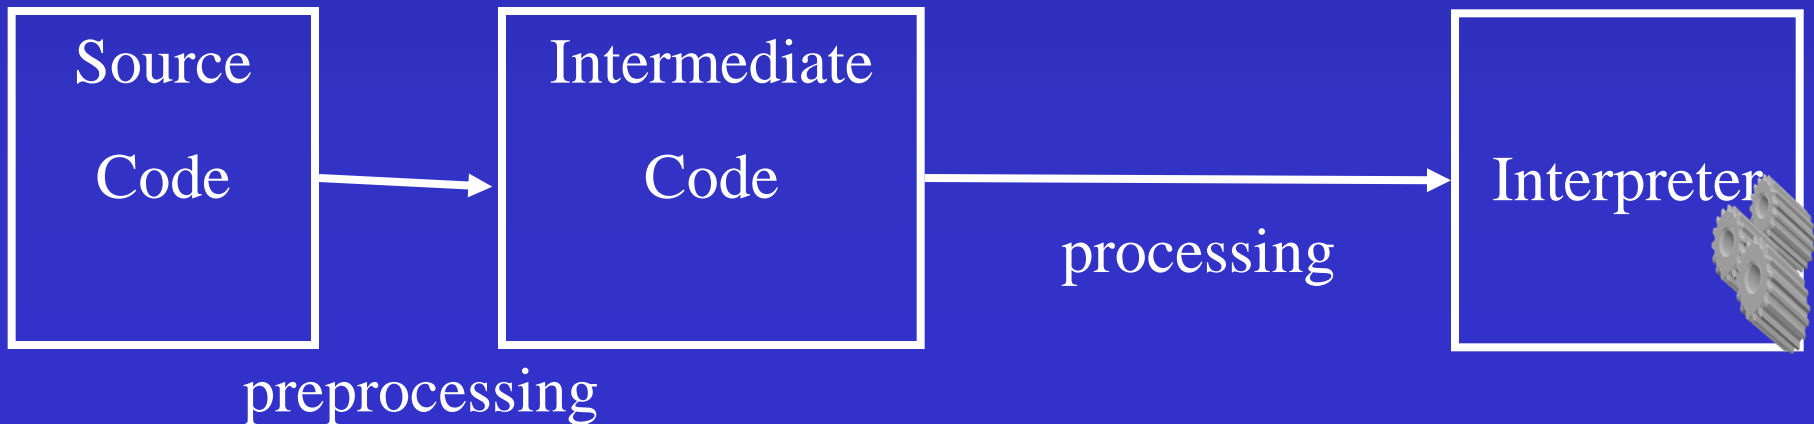 Source
Code
Intermediate
Code
Interpreter
processing
preprocessing